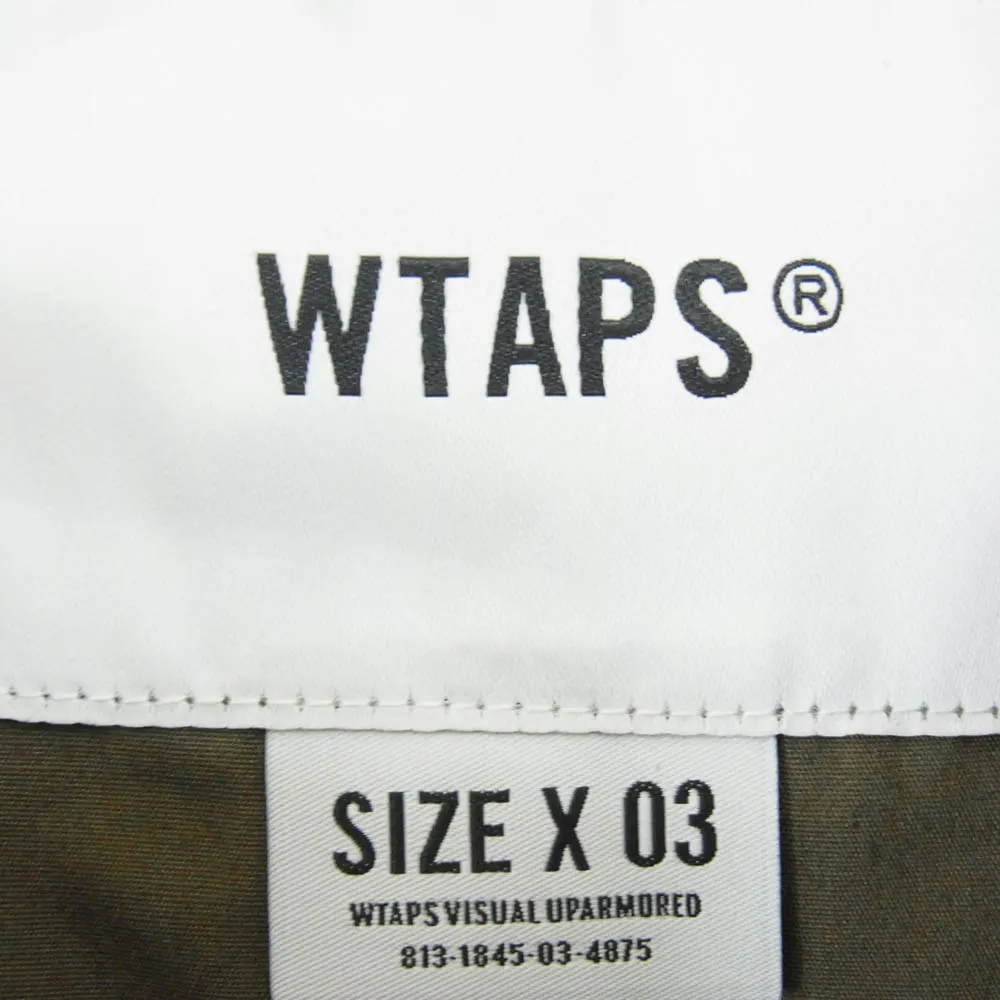 WTAPS®
SIZE X 03
WTAPS VISUAL UPARMORED
813-1845-03-4875